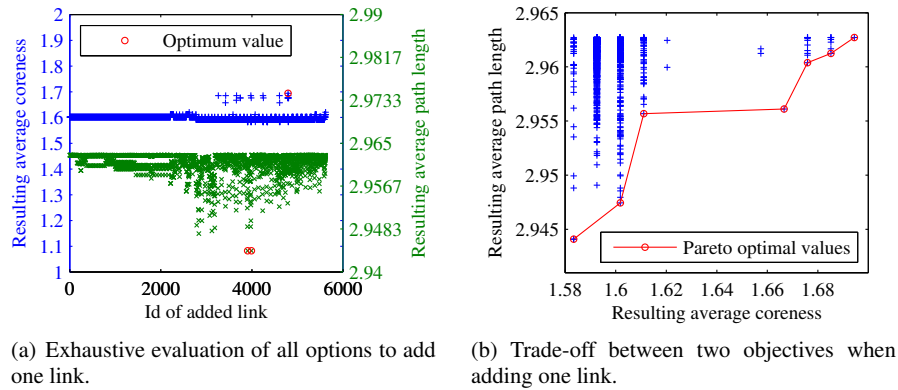 2
1.9
1.8
1.7
1.6
1.5
1.4
1.3
1.2
1.1
1
Resulting average coreness
Optimum value
2.99
2.9817
2.9733
2.965
2.9567
2.9483
2.94
Resulting average path length
0 2000 4000 6000
Id of added link
(a) Exhaustive evaluation of all options to add
one link.
2.965
2.96
2.955
2.95
2.945
Resulting average path length
Pareto optimal values
1.58 1.6 1.62 1.64 1.66 1.68
Resulting average coreness
(b) Trade-off between two objectives when
adding one link.